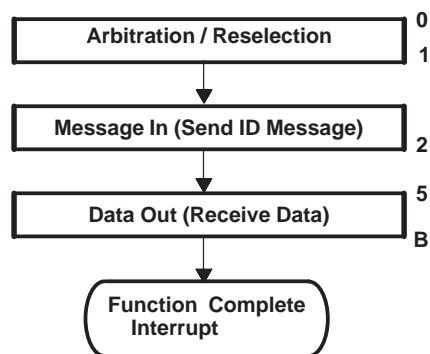 Arbitration / Reselection
0
1
Message In (Send ID Message)
2
Data Out (Receive Data)
5
B
Function Complete
Interrupt